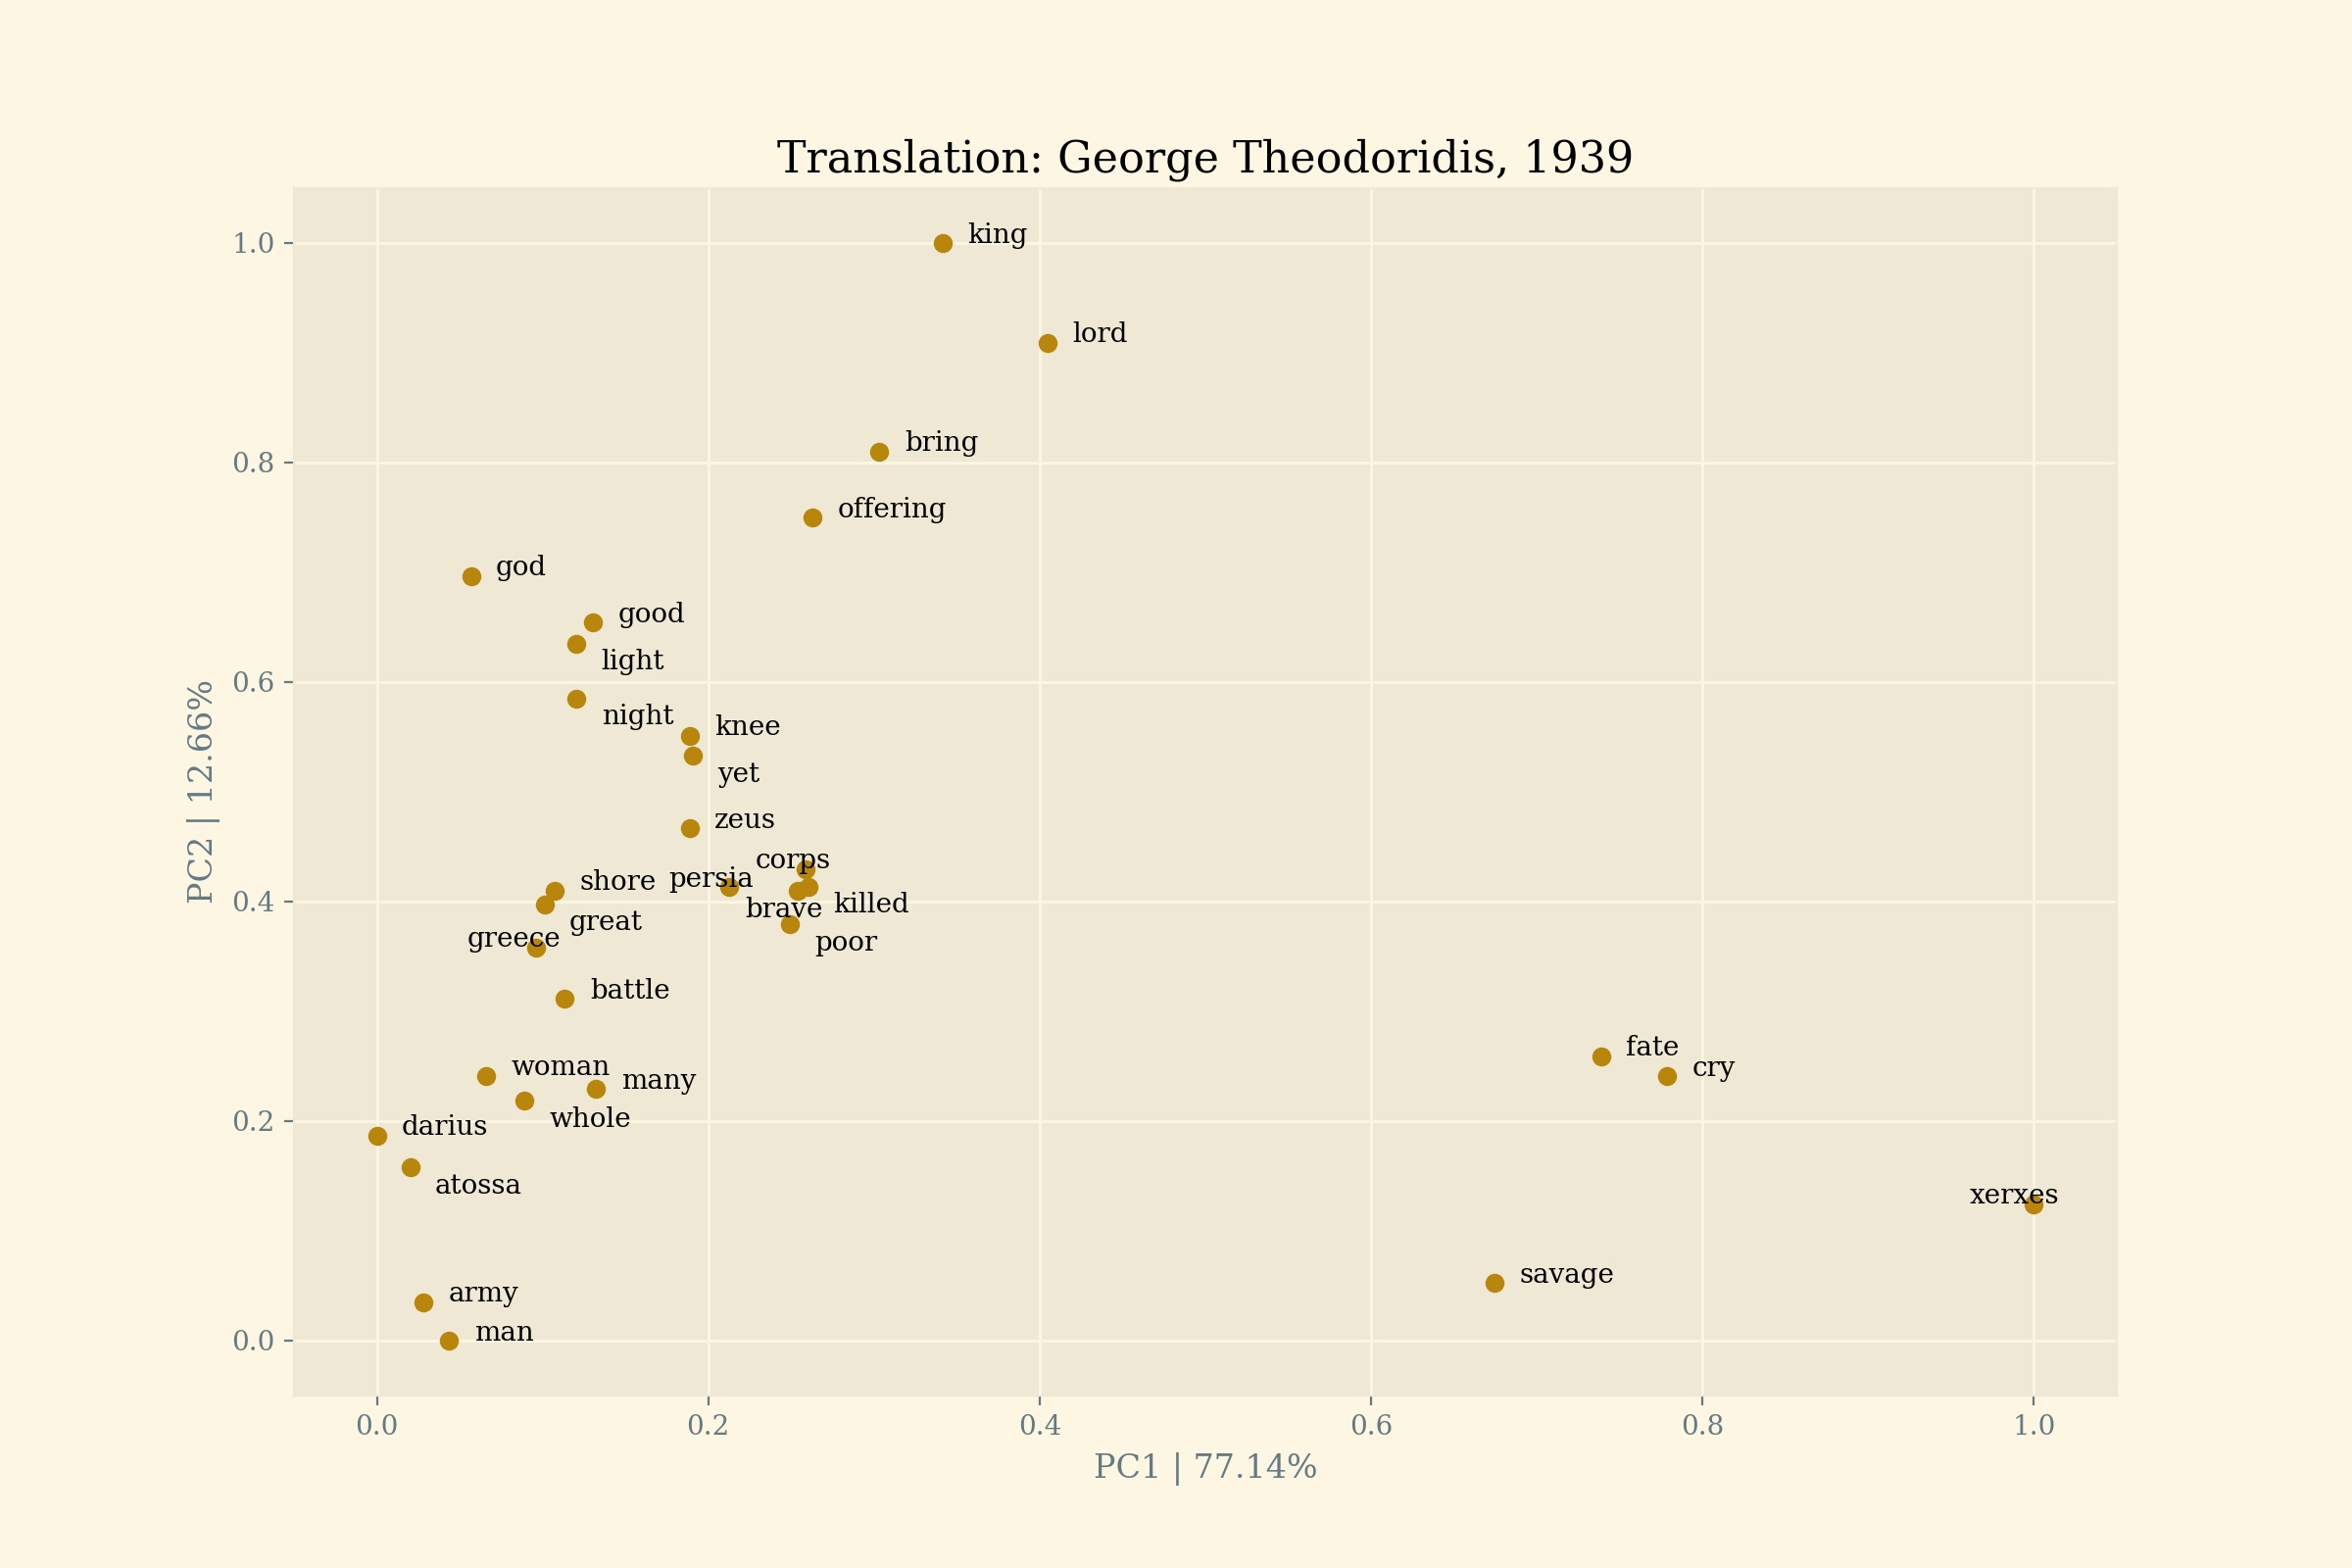 Translation: George Theodoridis, 1939
king
1.0
lord
bring
0.8
offering
god
good
light
0.6
night
knee
yet
zeus
corps
shore
persia
killed
0.4
brave
great
greece
poor
battle
fate
woman
cry
many
whole
0.2
darius
atossa
xerxes
savage
army
man
0.0
PC2 | 12.66%
0.0 0.2 0.4 0.6 0.8 1.0
PC1 | 77.14%